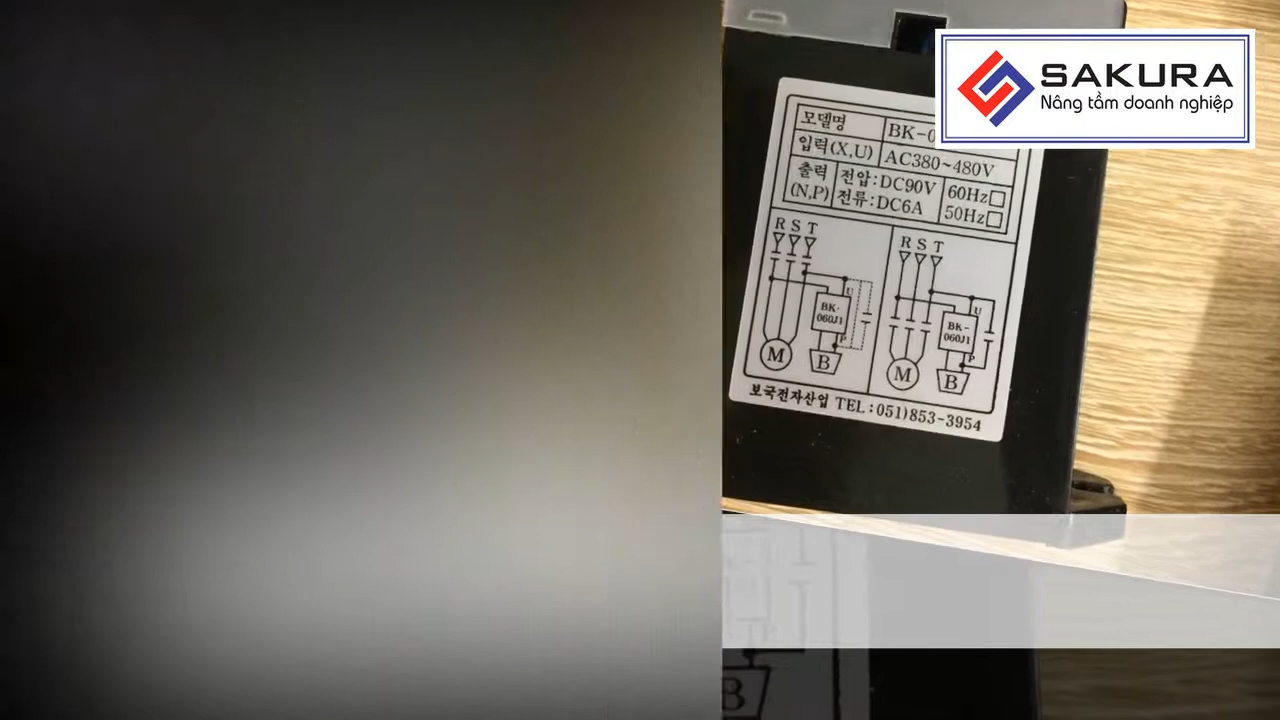 SAKURA
Nâng tầm doanh nghiệp
모델명 BK-0
입력(X,U) AC380~480V
출력 (N,P) 전압:DC90V 60Hz□
전류:DC6A 50Hz□
R S T
R S T
U
BK-
060J1
P
M
B
U
BK-
060J1
P
M
B
보국전자산업 TEL:051)853-3954
B